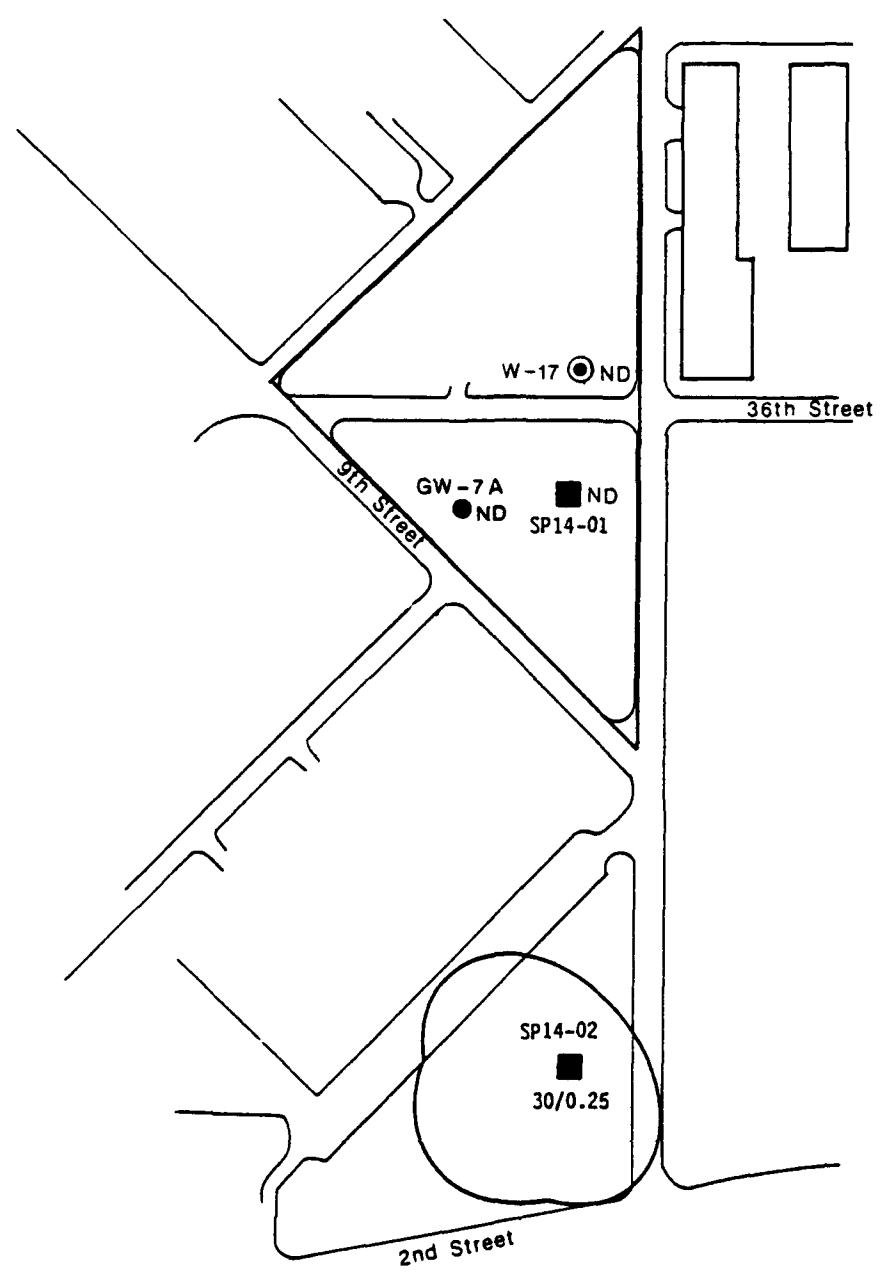 W-17 ND
36th Street
9th Street
GW-7A
ND
ND
SP14-01
SP14-02
30/0.25
2nd Street